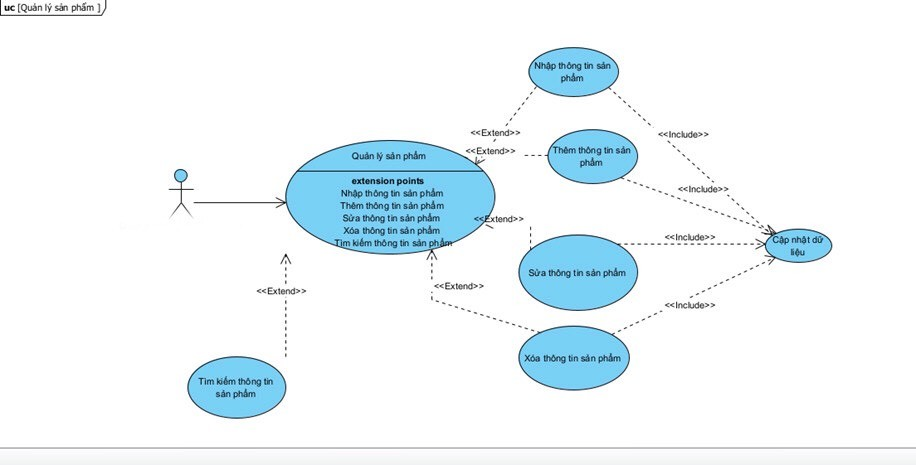 uc [Quản lý sản phẩm ]
Nhập thông tin sản
phẩm
<<Extend>>
<<Include>>
<<Extend>>
Thêm thông tin sản
phẩm
Quản lý sản phẩm
extension points
Nhập thông tin sản phẩm
Thêm thông tin sản phẩm
Sửa thông tin sản phẩm
Xóa thông tin sản phẩm
Tìm kiếm thông tin sản phẩm
<<Include>>
<<Extend>>
<<Include>>
Cập nhật dữ
liệu
Sửa thông tin sản phẩm
<<Extend>>
<<Extend>>
<<Include>>
Xóa thông tin sản phẩm
Tìm kiếm thông tin
sản phẩm